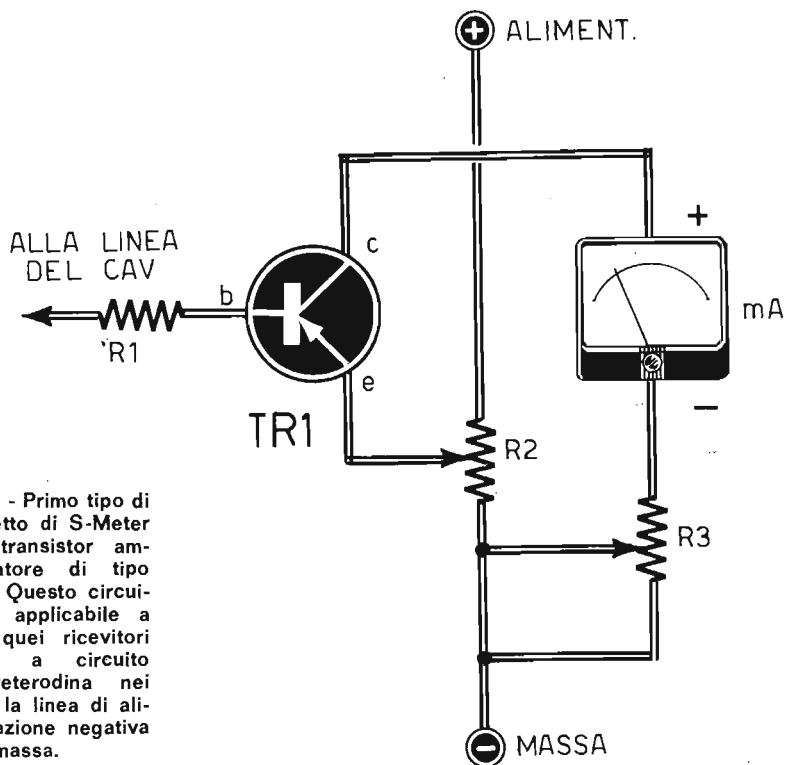 + ALIMENT.
ALLA LINEA
DEL CAV
R1
b
c
e
TR1
+
mA
–
R2
R3
- Primo tipo di
etto di S-Meter
transistor am-
atore di tipo
Questo circui-
applicabile a
quei ricevitori
a circuito
reterodina nei
la linea di ali-
azione negativa
massa.
– MASSA